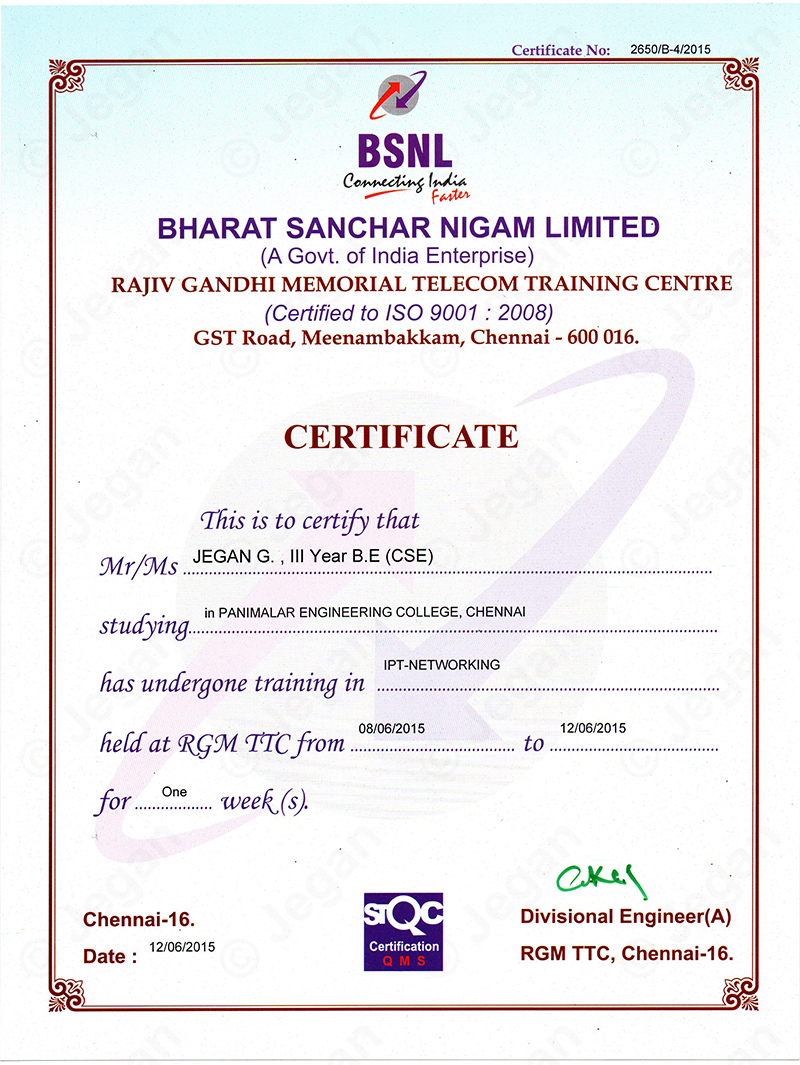 Certificate No: 2650/B-4/2015
BSNL
Connecting India
Faster
BHARAT SANCHAR NIGAM LIMITED
(A Govt. of India Enterprise)
RAJIV GANDHI MEMORIAL TELECOM TRAINING CENTRE
(Certified to ISO 9001 : 2008)
GST Road, Meenambakkam, Chennai - 600 016.
CERTIFICATE
This is to certify that
Mr/Ms JEGAN G. , III Year B.E (CSE)
studying in PANIMALAR ENGINEERING COLLEGE, CHENNAI
has undergone training in IPT-NETWORKING
held at RGM TTC from 08/06/2015 to 12/06/2015
for One week (s).
Chennai-16.
Date : 12/06/2015
STQC
Certification
QMS
Divisional Engineer(A)
RGM TTC, Chennai-16.
© Jegan